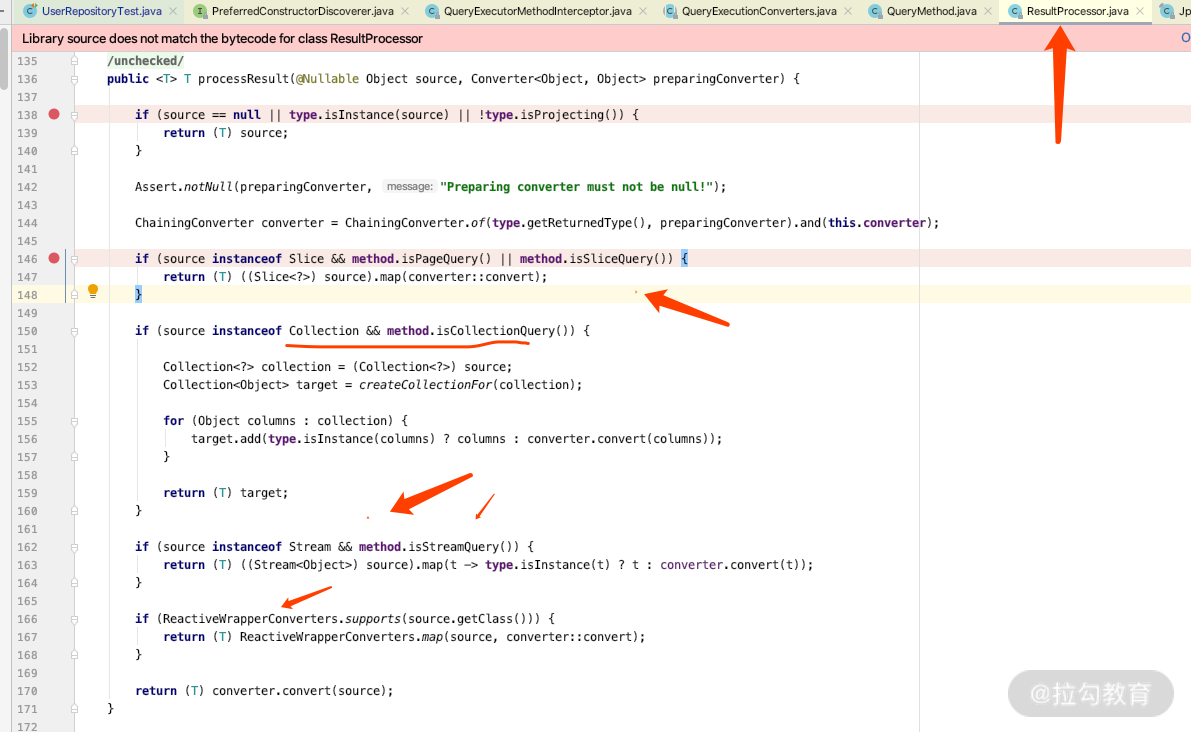 UserRepositoryTest.java PreferredConstructorDiscoverer.java QueryExecutorMethodInterceptor.java QueryExecutionConverters.java QueryMethod.java ResultProcessor.java Jp
Library source does not match the bytecode for class ResultProcessor
135 /unchecked/
136 public <T> T processResult(@Nullable Object source, Converter<Object, Object> preparingConverter) {
137
138 if (source == null || type.isInstance(source) || !type.isProjecting()) {
139 return (T) source;
140 }
141
142 Assert.notNull(preparingConverter, message: "Preparing converter must not be null!");
143
144 ChainingConverter converter = ChainingConverter.of(type.getReturnedType(), preparingConverter).and(this.converter);
145
146 if (source instanceof Slice && method.isPageQuery() || method.isSliceQuery()) {
147 return (T) ((Slice<?>) source).map(converter::convert);
148 }
149
150 if (source instanceof Collection && method.isCollectionQuery()) {
151
152 Collection<?> collection = (Collection<?>) source;
153 Collection<Object> target = createCollectionFor(collection);
154
155 for (Object columns : collection) {
156 target.add(type.isInstance(columns) ? columns : converter.convert(columns));
157 }
158
159 return (T) target;
160 }
161
162 if (source instanceof Stream && method.isStreamQuery()) {
163 return (T) ((Stream<Object>) source).map(t -> type.isInstance(t) ? t : converter.convert(t));
164 }
165
166 if (ReactiveWrapperConverters.supports(source.getClass())) {
167 return (T) ReactiveWrapperConverters.map(source, converter::convert);
168 }
169
170 return (T) converter.convert(source);
171 }
172
@拉勾教育